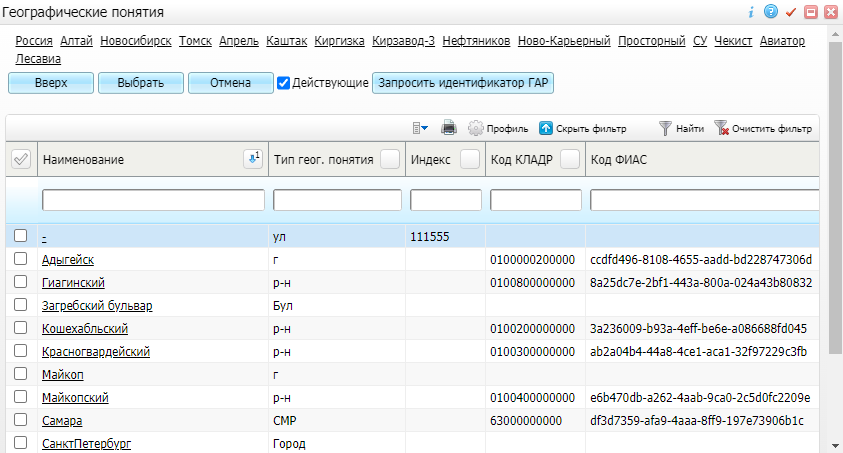 Географические понятия
Россия Алтай Новосибирск Томск Апрель Каштак Киргизка Кирзавод-3 Нефтяников Ново-Карьерный Просторный СУ Чекист Авиатор
Лесавиа
Вверх Выбрать Отмена Действующие Запросить идентификатор ГАР
Профиль Скрыть фильтр Найти Очистить фильтр
Наименование 1 Тип геог. понятия Индекс Код КЛАДР Код ФИАС
- ул 111555
Адыгейск г 0100000200000 ccdfd496-8108-4655-aadd-bd228747306d
Гиагинский р-н 0100800000000 8a25dc7e-2bf1-443a-800a-024a43b80832
Загребский бульвар Бул
Кошехабльский р-н 0100200000000 3a236009-b93a-4eff-be6e-a086688fd045
Красногвардейский р-н 0100300000000 ab2a04b4-44a8-4ce1-aca1-32f97229c3fb
Майкоп г
Майкопский р-н 0100400000000 e6b470db-a262-4aab-9ca0-2c5d0fc2209e
Самара СМР 63000000000 df3d7359-afa9-4aaa-8ff9-197e73906b1c
СанктПетербург Город